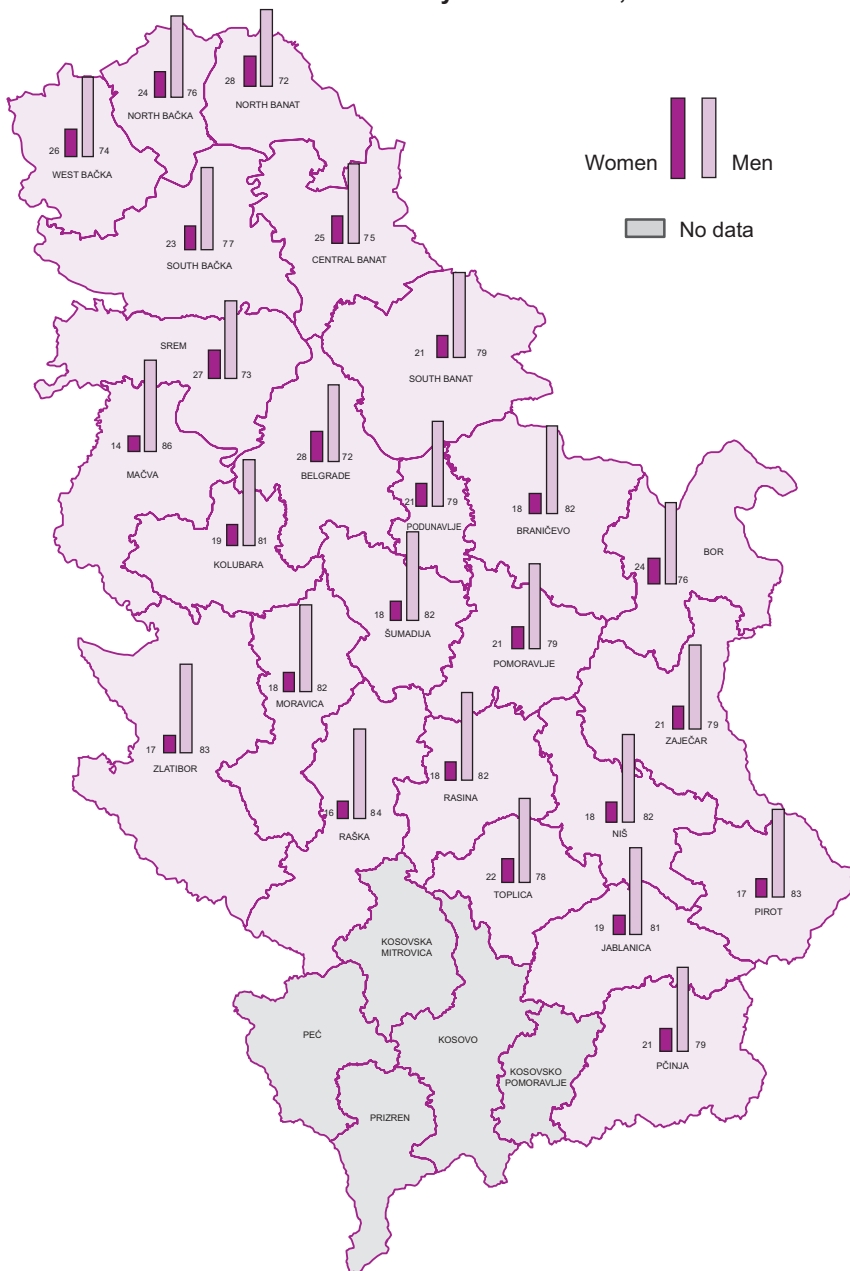 24 76
NORTH BAČKA
28 72
NORTH BANAT
26 74
WEST BAČKA
Women Men
No data
23 77
SOUTH BAČKA
25 75
CENTRAL BANAT
SREM
27 73
21 79
SOUTH BANAT
14 86
MAČVA
28 72
BELGRADE
21 79
PODUNAVLJE
18 82
BRANIČEVO
BOR
24 76
19 81
KOLUBARA
18 82
ŠUMADIJA
21 79
POMORAVLJE
18 82
MORAVICA
17 83
ZLATIBOR
21 79
ZAJEČAR
16 84
RAŠKA
18 82
RASINA
18 82
NIŠ
22 78
TOPLICA
17 83
PIROT
19 81
JABLANICA
KOSOVSKA
MITROVICA
PEĆ
KOSOVO
21 79
PČINJA
KOSOVSKO
POMORAVLJE
PRIZREN